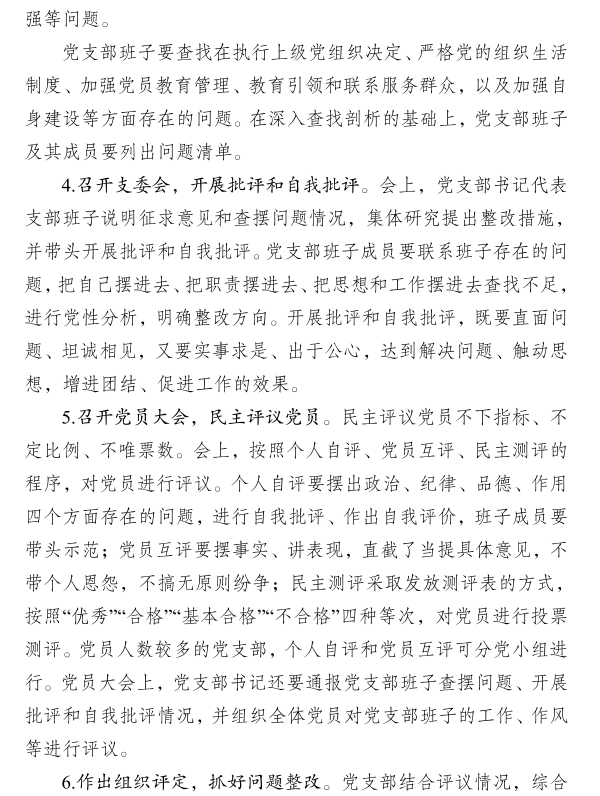 强等问题。
党支部班子要查找在执行上级党组织决定、严格党的组织生活
制度、加强党员教育管理、教育引领和联系服务群众，以及加强自
身建设等方面存在的问题。在深入查找剖析的基础上，党支部班子
及其成员要列出问题清单。
4.召开支委会，开展批评和自我批评。会上，党支部书记代表
支部班子说明征求意见和查摆问题情况，集体研究提出整改措施，
并带头开展批评和自我批评。党支部班子成员要联系班子存在的问
题，把自己摆进去、把职责摆进去、把思想和工作摆进去查找不足，
进行党性分析，明确整改方向。开展批评和自我批评，既要直面问
题、坦诚相见，又要实事求是、出于公心，达到解决问题、触动思
想，增进团结、促进工作的效果。
5.召开党员大会，民主评议党员。民主评议党员不下指标、不
定比例、不唯票数。会上，按照个人自评、党员互评、民主测评的
程序，对党员进行评议。个人自评要摆出政治、纪律、品德、作用
四个方面存在的问题，进行自我批评、作出自我评价，班子成员要
带头示范；党员互评要摆事实、讲表现，直截了当提具体意见，不
带个人恩怨，不搞无原则纷争；民主测评采取发放测评表的方式，
按照“优秀”“合格”“基本合格”“不合格”四种等次，对党员进行投票
测评。党员人数较多的党支部，个人自评和党员互评可分党小组进
行。党员大会上，党支部书记还要通报党支部班子查摆问题、开展
批评和自我批评情况，并组织全体党员对党支部班子的工作、作风
等进行评议。
6.作出组织评定，抓好问题整改。党支部结合评议情况，综合